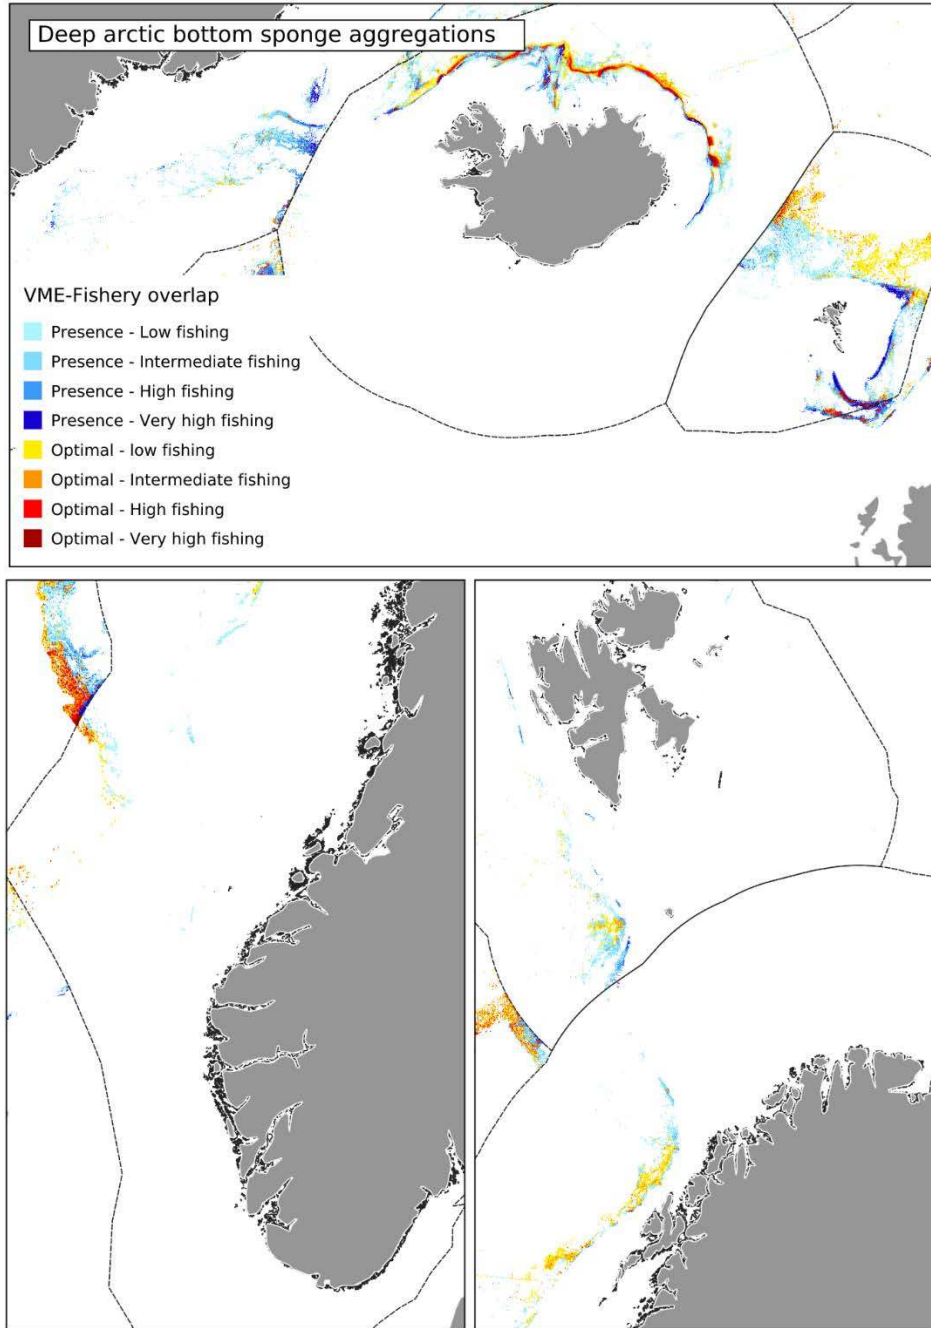 Deep arctic bottom sponge aggregations
VME-Fishery overlap
Presence - Low fishing
Presence - Intermediate fishing
Presence - High fishing
Presence - Very high fishing
Optimal - low fishing
Optimal - Intermediate fishing
Optimal - High fishing
Optimal - Very high fishing